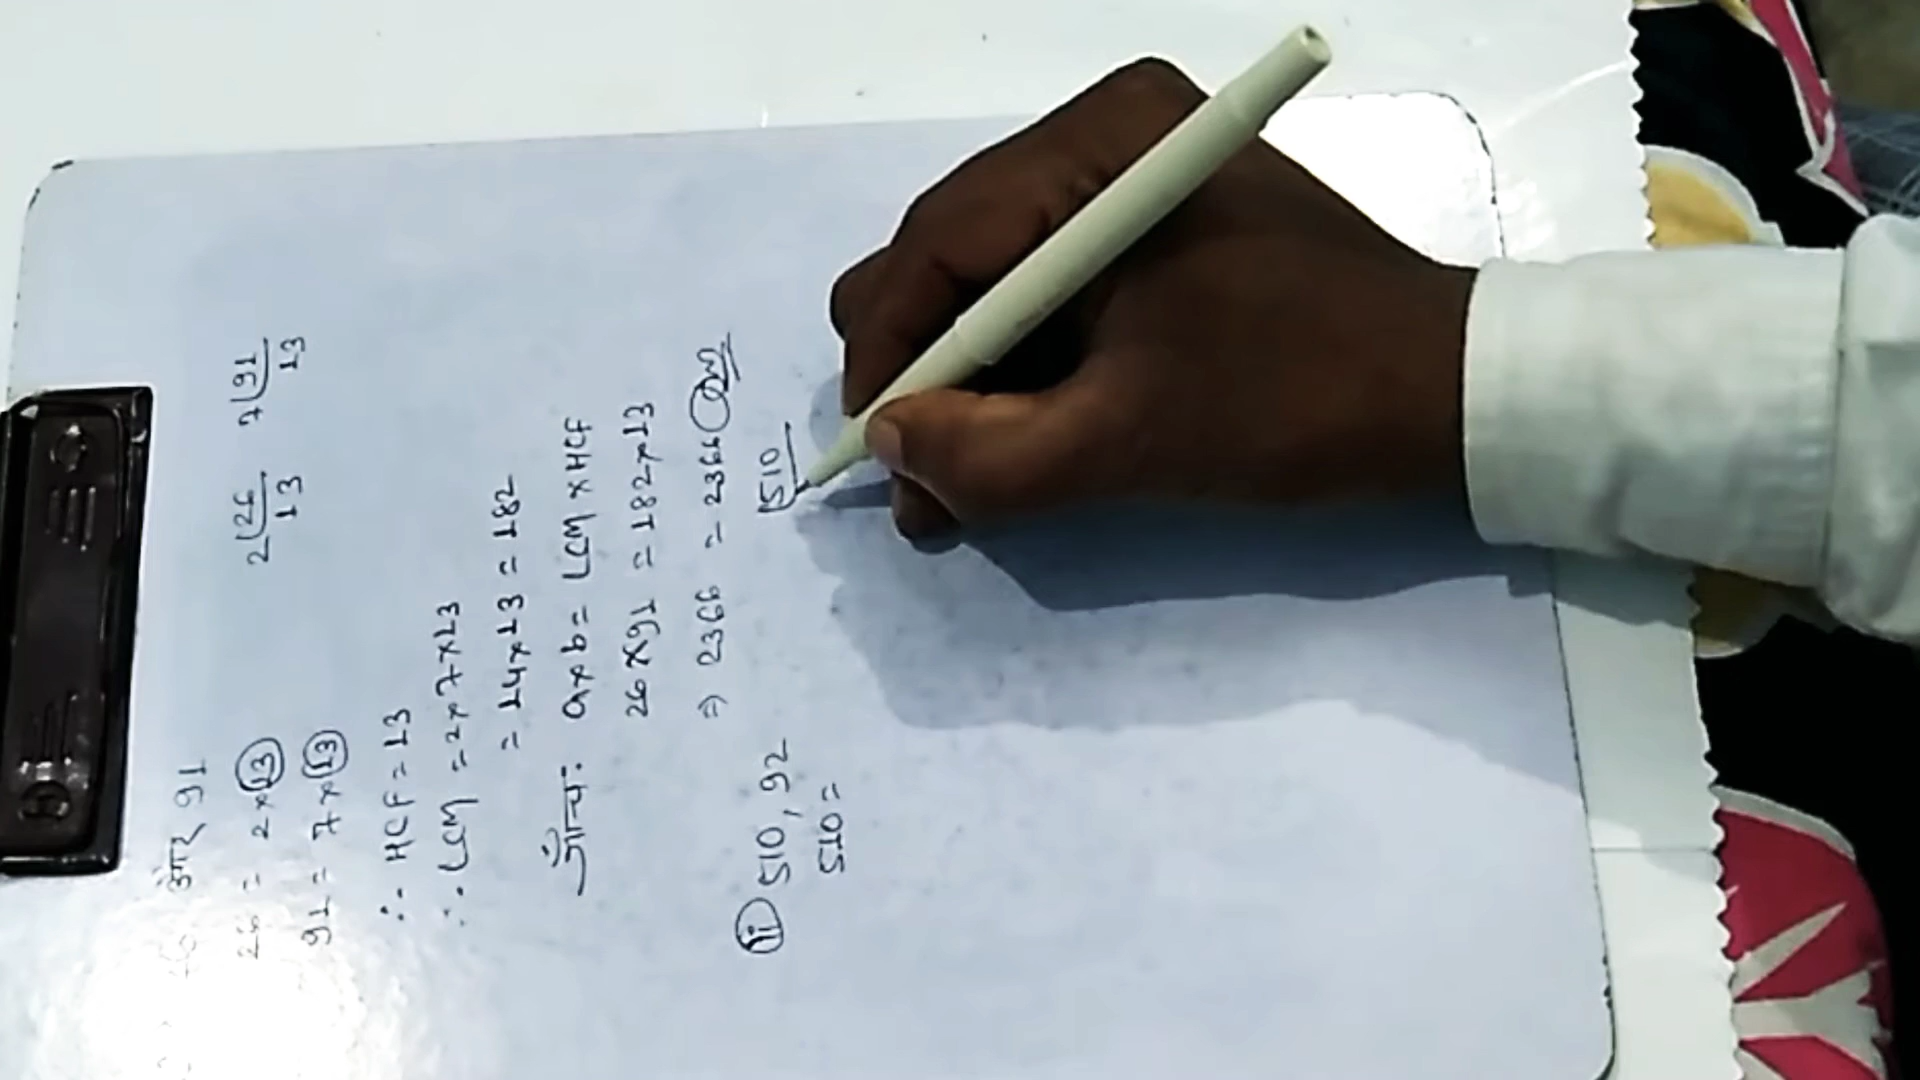 और 91
26 = 2×13   2|26   7|91
91 = 7×13   13   13
∴ HCF = 13
∴ LCM = 2×7×13
= 14×13 = 182
जाँच: a×b = LCM × HCF
26×91 = 182×13
⇒ 2366 = 2366
(ii) 510, 92   510
510 =